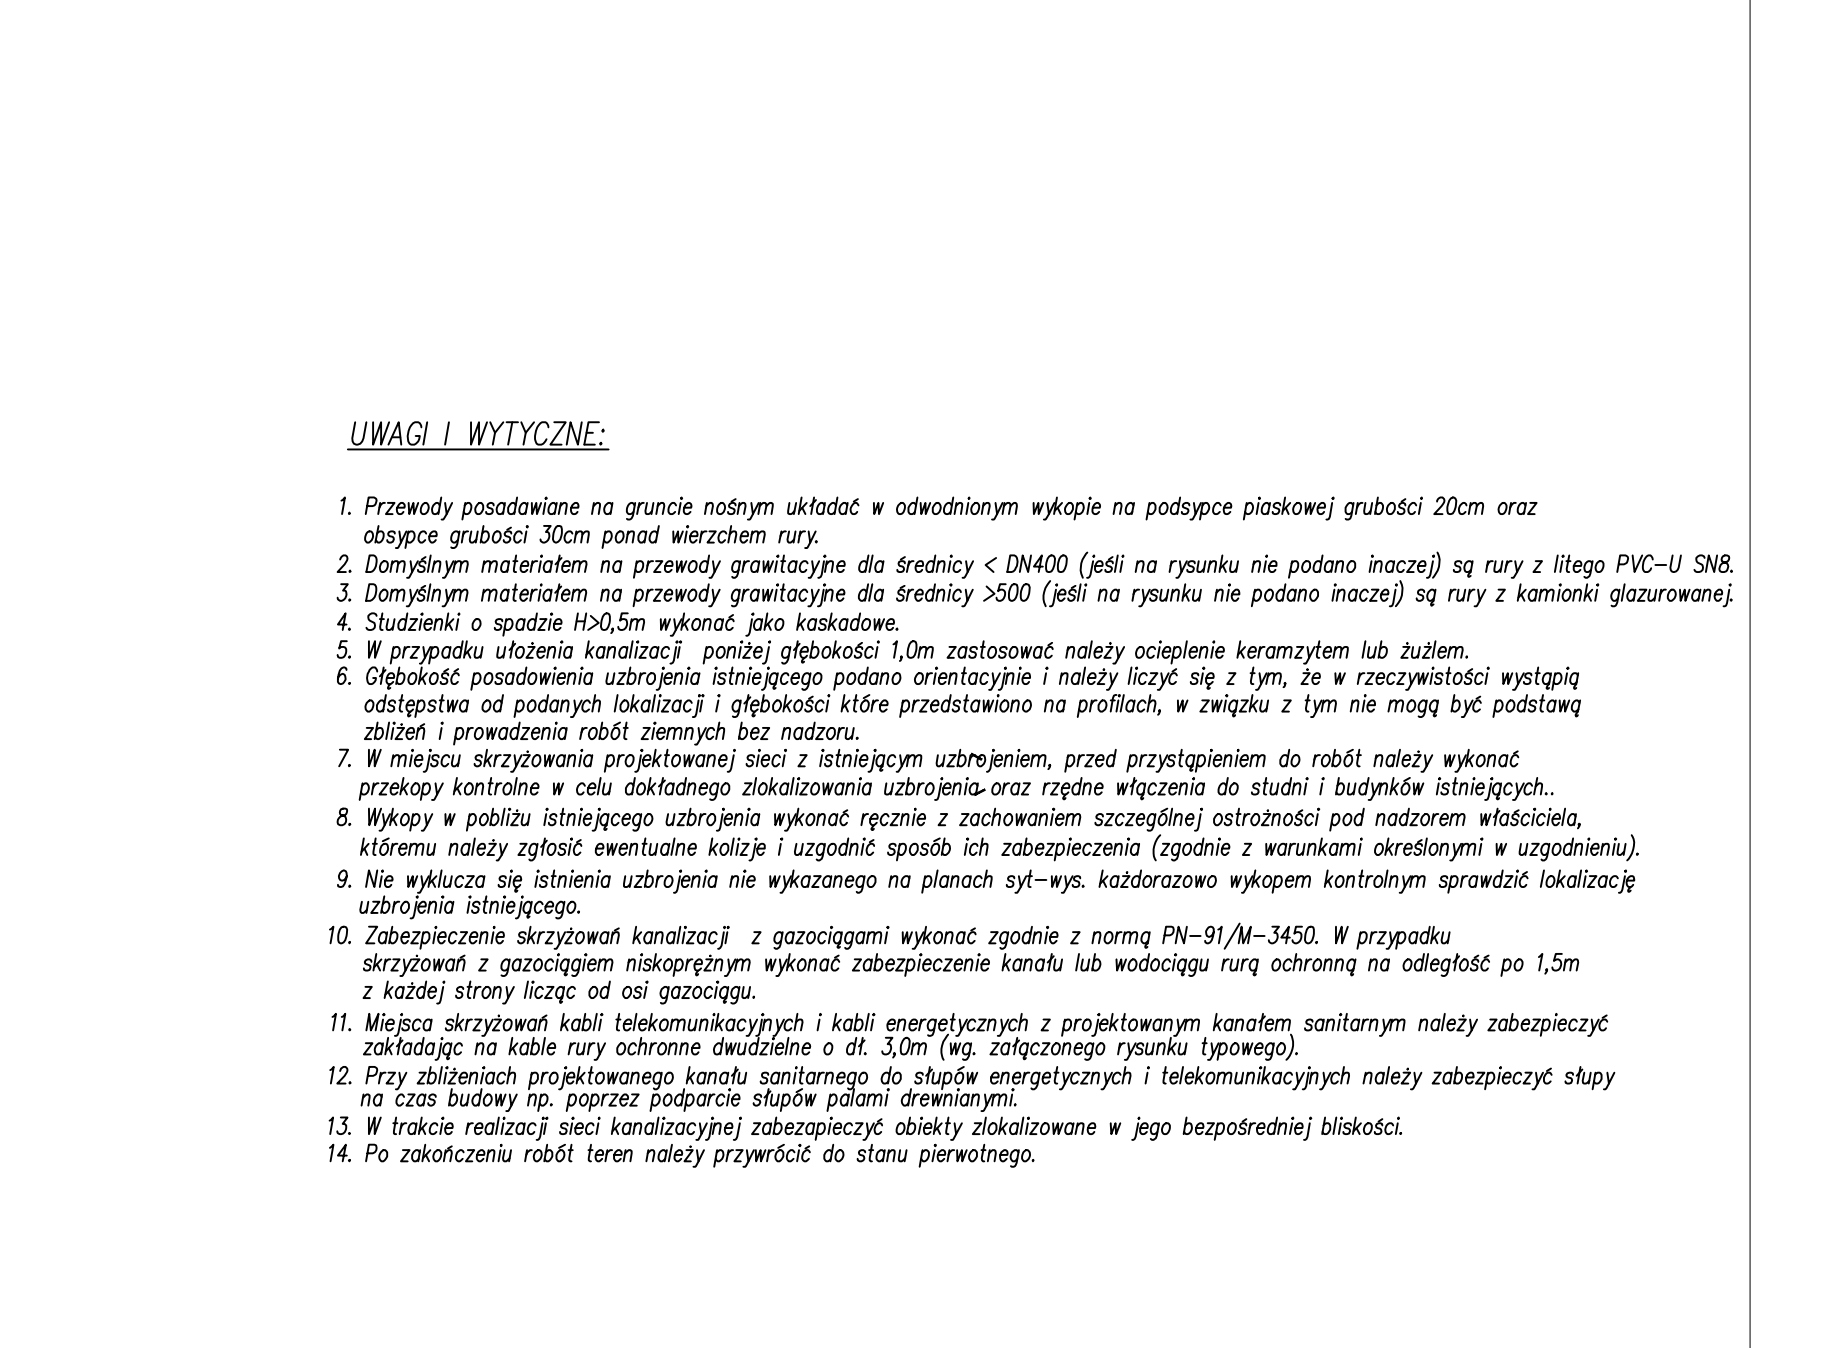 UWAGI I WYTYCZNE:
1. Przewody posadawiane na gruncie nośnym układać w odwodnionym wykopie na podsypce piaskowej grubości 20cm oraz
obsypce grubości 30cm ponad wierzchem rury.
2. Domyślnym materiałem na przewody grawitacyjne dla średnicy < DN400 (jeśli na rysunku nie podano inaczej) są rury z litego PVC-U SN8.
3. Domyślnym materiałem na przewody grawitacyjne dla średnicy >500 (jeśli na rysunku nie podano inaczej) są rury z kamionki glazurowanej.
4. Studzienki o spadzie H>0,5m wykonać jako kaskadowe.
5. W przypadku ułożenia kanalizacji poniżej głębokości 1,0m zastosować należy ocieplenie keramzytem lub żużlem.
6. Głębokość posadowienia uzbrojenia istniejącego podano orientacyjnie i należy liczyć się z tym, że w rzeczywistości wystąpią
odstępstwa od podanych lokalizacji i głębokości które przedstawiono na profilach, w związku z tym nie mogą być podstawą
zbliżeń i prowadzenia robót ziemnych bez nadzoru.
7. W miejscu skrzyżowania projektowanej sieci z istniejącym uzbrojeniem, przed przystąpieniem do robót należy wykonać
przekopy kontrolne w celu dokładnego zlokalizowania uzbrojenia oraz rzędne włączenia do studni i budynków istniejących..
8. Wykopy w pobliżu istniejącego uzbrojenia wykonać ręcznie z zachowaniem szczególnej ostrożności pod nadzorem właściciela,
któremu należy zgłosić ewentualne kolizje i uzgodnić sposób ich zabezpieczenia (zgodnie z warunkami określonymi w uzgodnieniu).
9. Nie wyklucza się istnienia uzbrojenia nie wykazanego na planach syt-wys. każdorazowo wykopem kontrolnym sprawdzić lokalizację
uzbrojenia istniejącego.
10. Zabezpieczenie skrzyżowań kanalizacji z gazociągami wykonać zgodnie z normą PN-91/M-3450. W przypadku
skrzyżowań z gazociągiem niskoprężnym wykonać zabezpieczenie kanału lub wodociągu rurą ochronną na odległość po 1,5m
z każdej strony licząc od osi gazociągu.
11. Miejsca skrzyżowań kabli telekomunikacyjnych i kabli energetycznych z projektowanym kanałem sanitarnym należy zabezpieczyć
zakładając na kable rury ochronne dwudzielne o dł. 3,0m (wg. załączonego rysunku typowego).
12. Przy zbliżeniach projektowanego kanału sanitarnego do słupów energetycznych i telekomunikacyjnych należy zabezpieczyć słupy
na czas budowy np. poprzez podparcie słupów palami drewnianymi.
13. W trakcie realizacji sieci kanalizacyjnej zabezapieczyć obiekty zlokalizowane w jego bezpośredniej bliskości.
14. Po zakończeniu robót teren należy przywrócić do stanu pierwotnego.